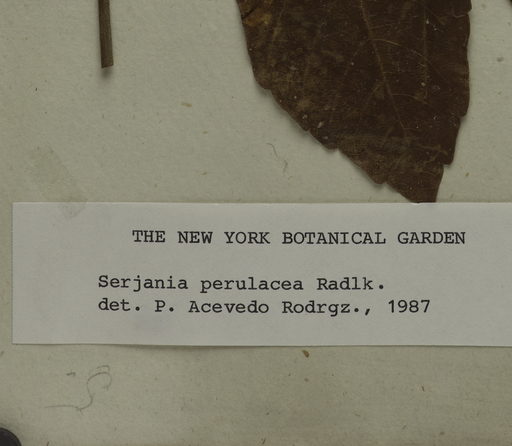 THE NEW YORK BOTANICAL GARDEN
Serjania perulacea Radlk.
det. P. Acevedo Rodrgz., 1987